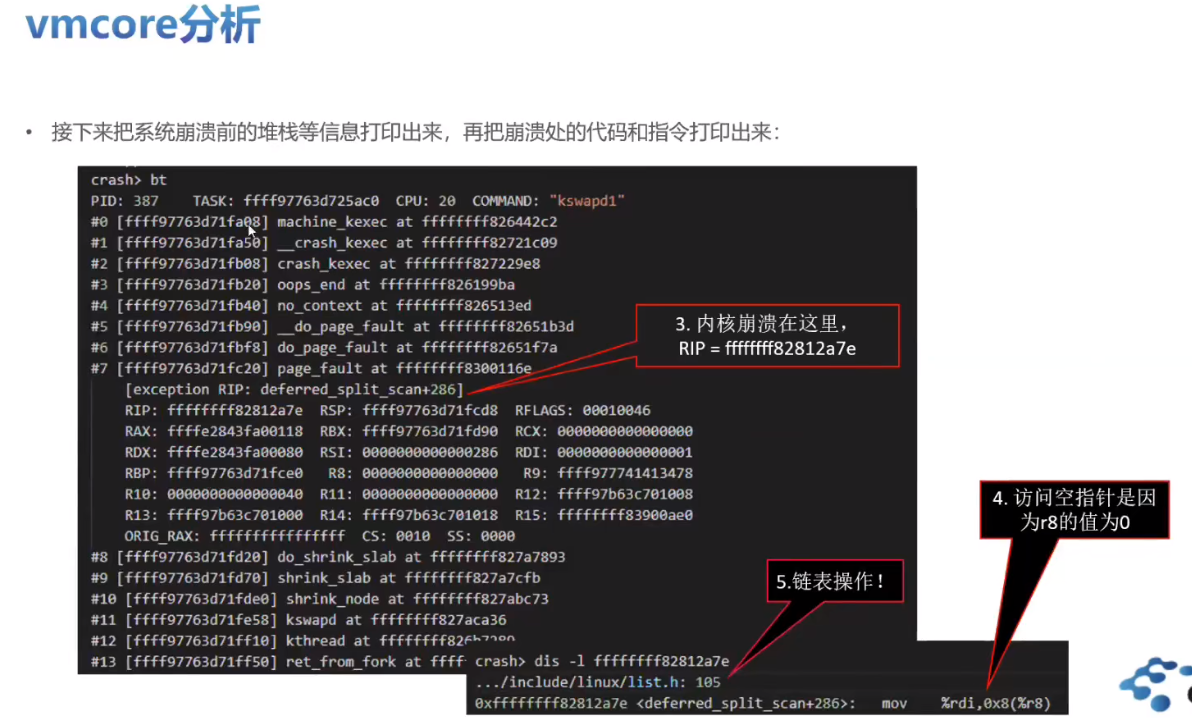 vmcore分析
• 接下来把系统崩溃前的堆栈等信息打印出来，再把崩溃处的代码和指令打印出来：
crash> bt
PID: 387 TASK: ffff97763d725ac0 CPU: 20 COMMAND: "kswapd1"
#0 [ffff97763d71fa08] machine_kexec at ffffffff826442c2
#1 [ffff97763d71fa50] __crash_kexec at ffffffff82721c09
#2 [ffff97763d71fb08] crash_kexec at ffffffff827229e8
#3 [ffff97763d71fb20] oops_end at ffffffff826199ba
#4 [ffff97763d71fb40] no_context at ffffffff826513ed
#5 [ffff97763d71fb90] __do_page_fault at ffffffff82651b3d
#6 [ffff97763d71fbf8] do_page_fault at ffffffff82651f7a
#7 [ffff97763d71fc20] page_fault at ffffffff8300116e
[exception RIP: deferred_split_scan+286]
RIP: ffffffff82812a7e RSP: ffff97763d71fcd8 RFLAGS: 00010046
RAX: ffffe2843fa00118 RBX: ffff97763d71fd90 RCX: 0000000000000000
RDX: ffffe2843fa00080 RSI: 0000000000000286 RDI: 0000000000000001
RBP: ffff97763d71fce0 R8: 0000000000000000 R9: ffff977741413478
R10: 0000000000000040 R11: 0000000000000000 R12: ffff97b63c701008
R13: ffff97b63c701000 R14: ffff97b63c701018 R15: ffffffff83900ae0
ORIG_RAX: ffffffffffffffff CS: 0010 SS: 0000
#8 [ffff97763d71fd20] do_shrink_slab at ffffffff827a7893
#9 [ffff97763d71fd70] shrink_slab at ffffffff827a7cfb
#10 [ffff97763d71fde0] shrink_node at ffffffff827abc73
#11 [ffff97763d71fe58] kswapd at ffffffff827aca36
#12 [ffff97763d71ff10] kthread at
#13 [ffff97763d71ff50] ret_from_fork at ffff
3. 内核崩溃在这里，
RIP = ffffffff82812a7e
4. 访问空指针是因
为r8的值为0
5.链表操作！
crash> dis -l ffffffff82812a7e
.../include/linux/list.h: 105
0xffffffff82812a7e <deferred_split_scan+286>: mov %rdi,0x8(%r8)